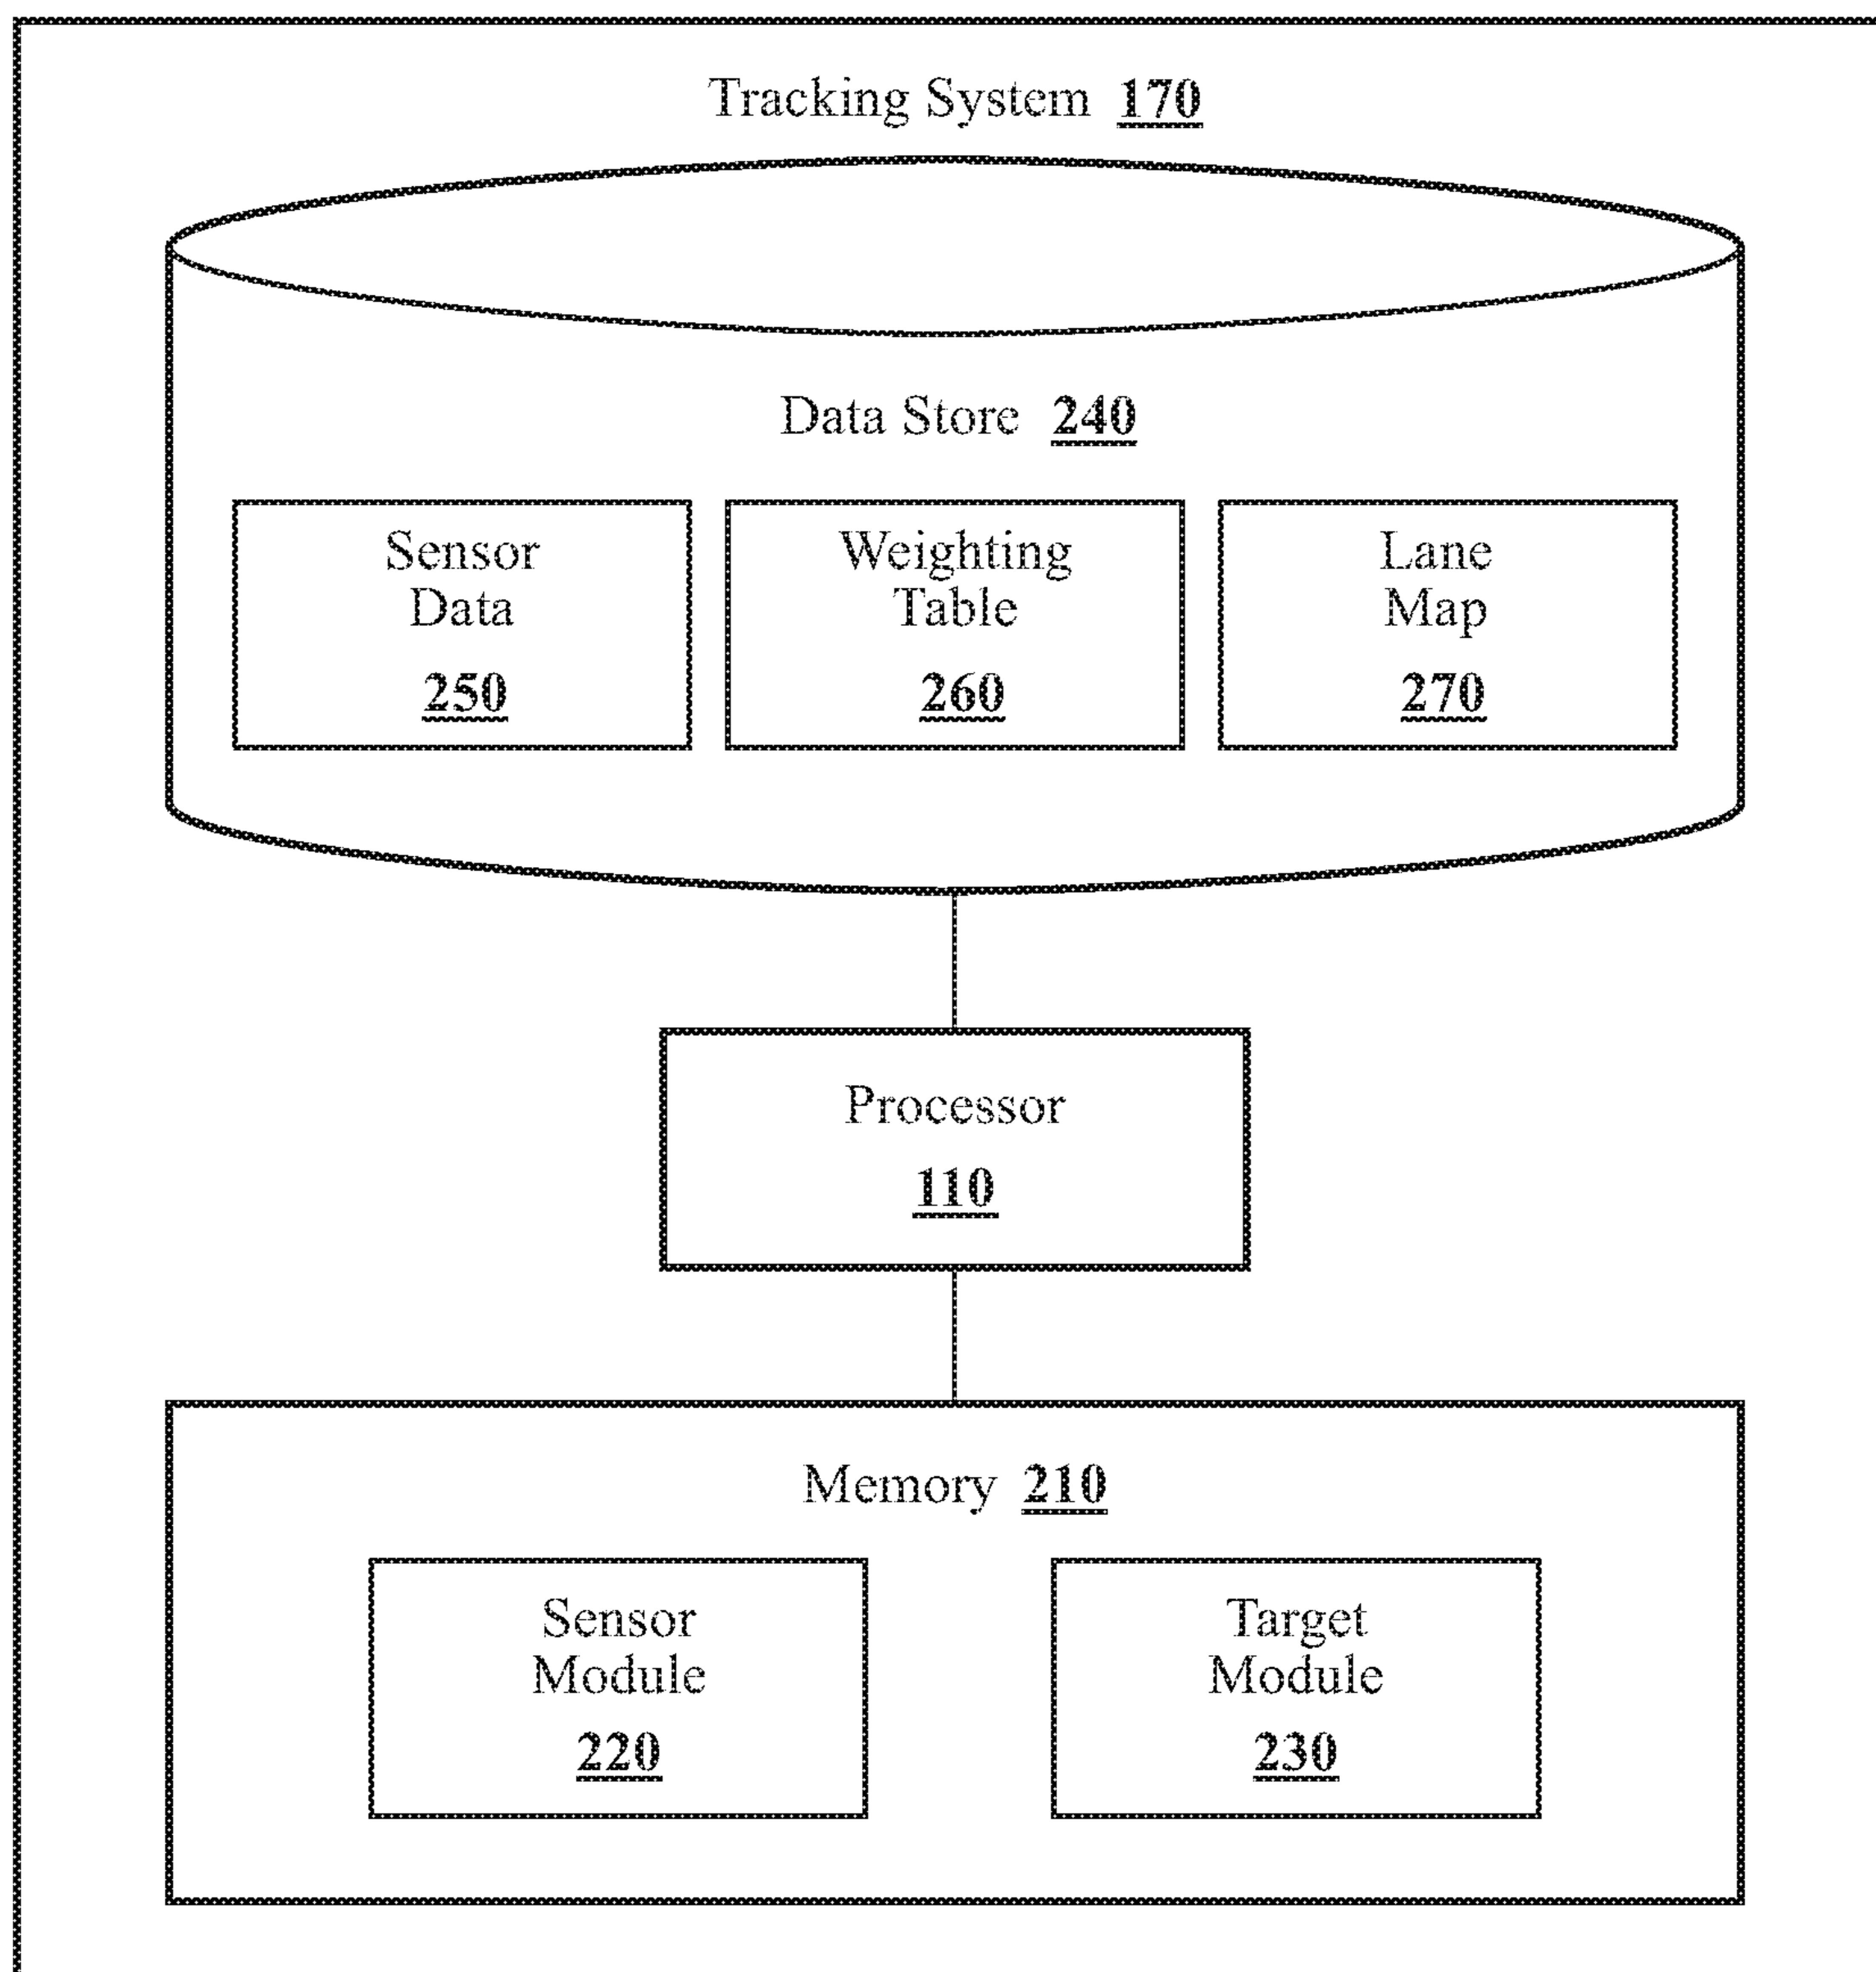 Tracking System 170
Data Store 240
Sensor
Data
250
Weighting
Table
260
Lane
Map
270
Processor
110
Memory 210
Sensor
Module
220
Target
Module
230